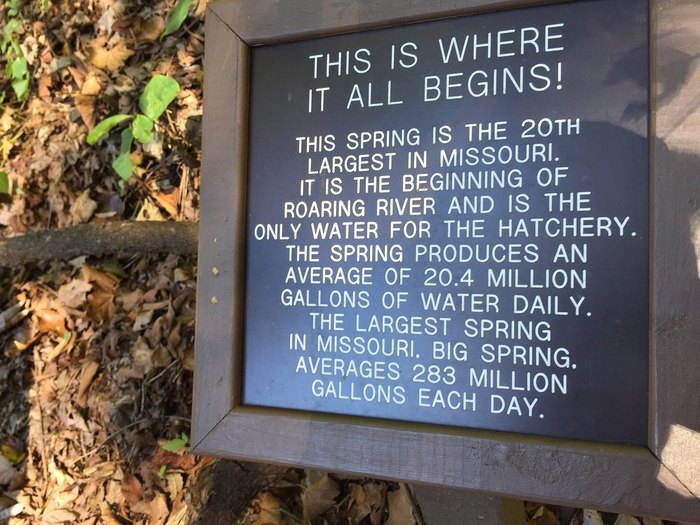 THIS IS WHERE
IT ALL BEGINS!
THIS SPRING IS THE 20TH
LARGEST IN MISSOURI.
IT IS THE BEGINNING OF
ROARING RIVER AND IS THE
ONLY WATER FOR THE HATCHERY.
THE SPRING PRODUCES AN
AVERAGE OF 20.4 MILLION
GALLONS OF WATER DAILY.
THE LARGEST SPRING
IN MISSOURI. BIG SPRING.
AVERAGES 283 MILLION
GALLONS EACH DAY.